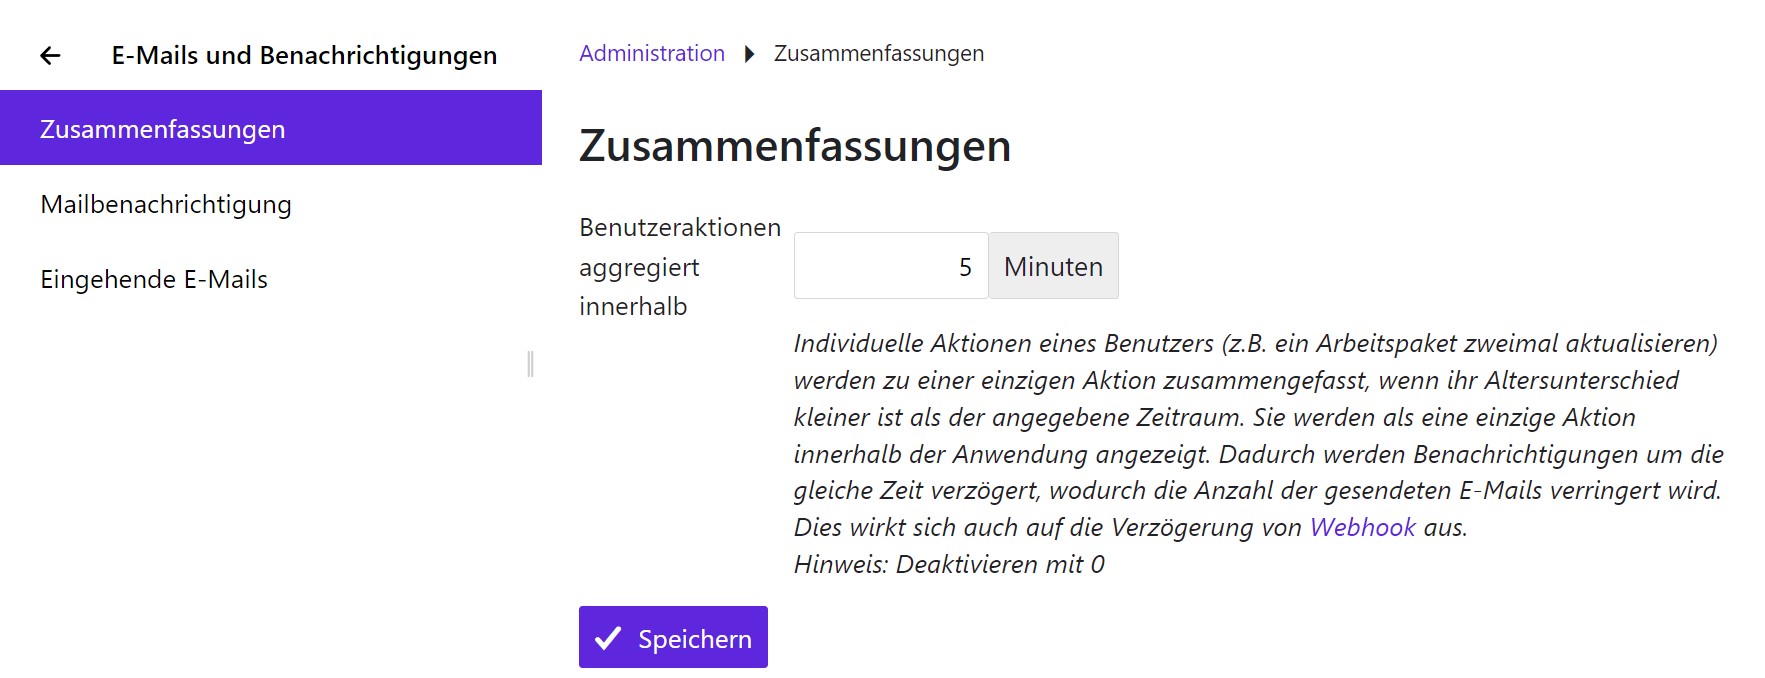 E-Mails und Benachrichtigungen
Zusammenfassungen
Mailbenachrichtigung
Eingehende E-Mails
Administration Zusammenfassungen
Zusammenfassungen
Benutzeraktionen
aggregiert
innerhalb
5 Minuten
Individuelle Aktionen eines Benutzers (z.B. ein Arbeitspaket zweimal aktualisieren)
werden zu einer einzigen Aktion zusammengefasst, wenn ihr Altersunterschied
kleiner ist als der angegebene Zeitraum. Sie werden als eine einzige Aktion
innerhalb der Anwendung angezeigt. Dadurch werden Benachrichtigungen um die
gleiche Zeit verzögert, wodurch die Anzahl der gesendeten E-Mails verringert wird.
Dies wirkt sich auch auf die Verzögerung von Webhook aus.
Hinweis: Deaktivieren mit 0
Speichern